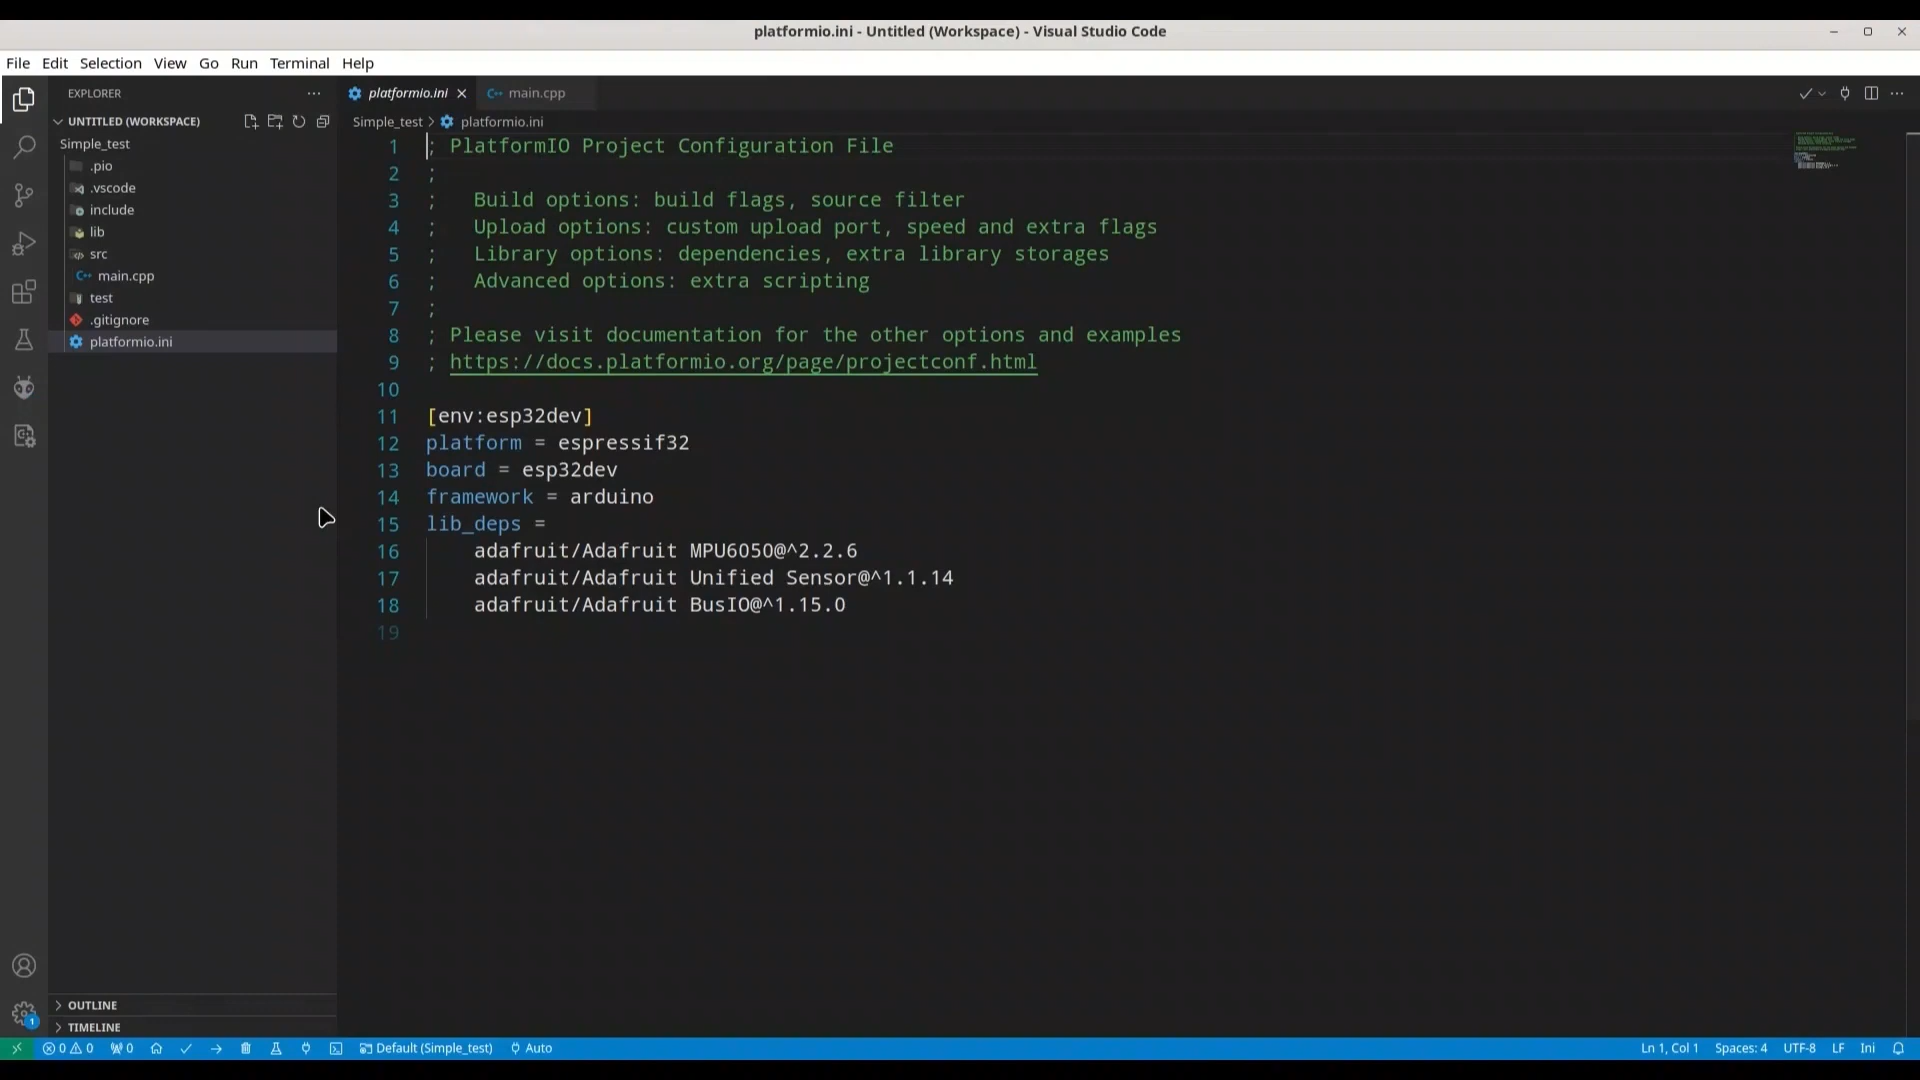 platformio.ini - Untitled (Workspace) - Visual Studio Code
File Edit Selection View Go Run Terminal Help
EXPLORER
UNTITLED (WORKSPACE)
Simple_test
.pio
.vscode
include
lib
src
main.cpp
test
.gitignore
platformio.ini
OUTLINE
TIMELINE
platformio.ini main.cpp
Simple_test > platformio.ini
1 ; PlatformIO Project Configuration File
2 ;
3 ; Build options: build flags, source filter
4 ; Upload options: custom upload port, speed and extra flags
5 ; Library options: dependencies, extra library storages
6 ; Advanced options: extra scripting
7 ;
8 ; Please visit documentation for the other options and examples
9 ; https://docs.platformio.org/page/projectconf.html
10
11 [env:esp32dev]
12 platform = espressif32
13 board = esp32dev
14 framework = arduino
15 lib_deps =
16 adafruit/Adafruit MPU6050@^2.2.6
17 adafruit/Adafruit Unified Sensor@^1.1.14
18 adafruit/Adafruit BusIO@^1.15.0
19
1
0 0 0 Default (Simple_test) Auto Ln 1, Col 1 Spaces: 4 UTF-8 LF Ini